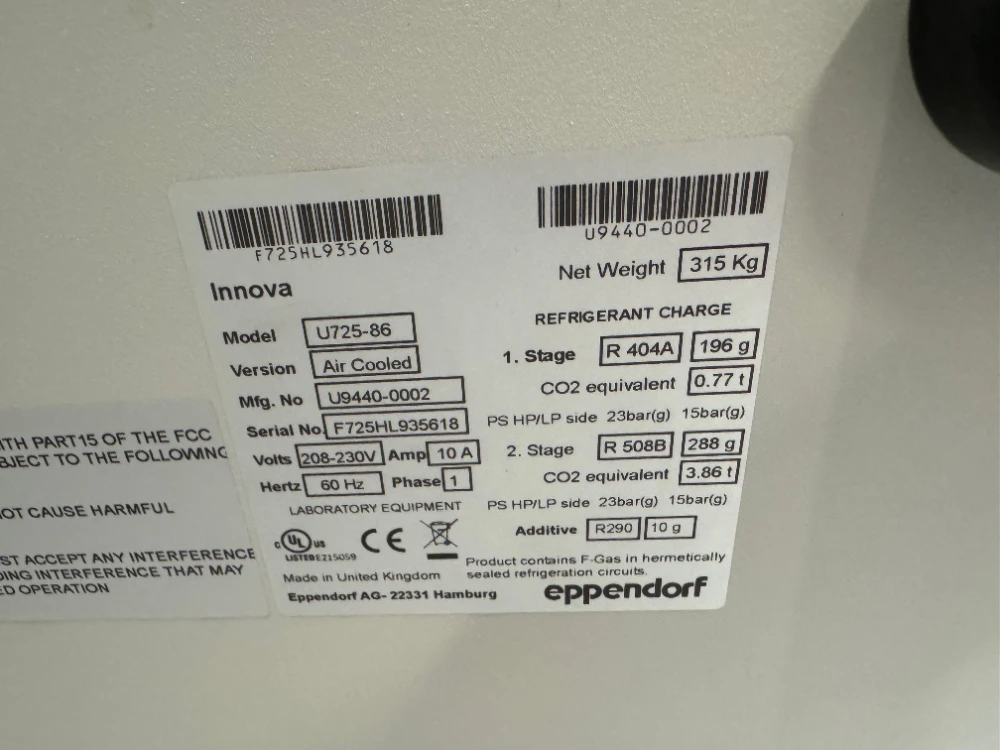 F725HL935618
Innova
Model U725-86
Version Air Cooled
Mfg. No U9440-0002
Serial No. F725HL935618
Volts 208-230V Amp 10 A
Hertz 60 Hz Phase 1
LABORATORY EQUIPMENT
c UL us
LISTED E215059
CE
Made in United Kingdom
Eppendorf AG- 22331 Hamburg
U9440-0002
Net Weight 315 Kg
REFRIGERANT CHARGE
1. Stage R 404A 196 g
CO2 equivalent 0.77 t
PS HP/LP side 23bar(g) 15bar(g)
2. Stage R 508B 288 g
CO2 equivalent 3.86 t
PS HP/LP side 23bar(g) 15bar(g)
Additive R290 10 g
Product contains F-Gas in hermetically
sealed refrigeration circuits.
eppendorf
ITH PART15 OF THE FCC
BJECT TO THE FOLLOWING
OT CAUSE HARMFUL
ST ACCEPT ANY INTERFERENCE
DING INTERFERENCE THAT MAY
ED OPERATION